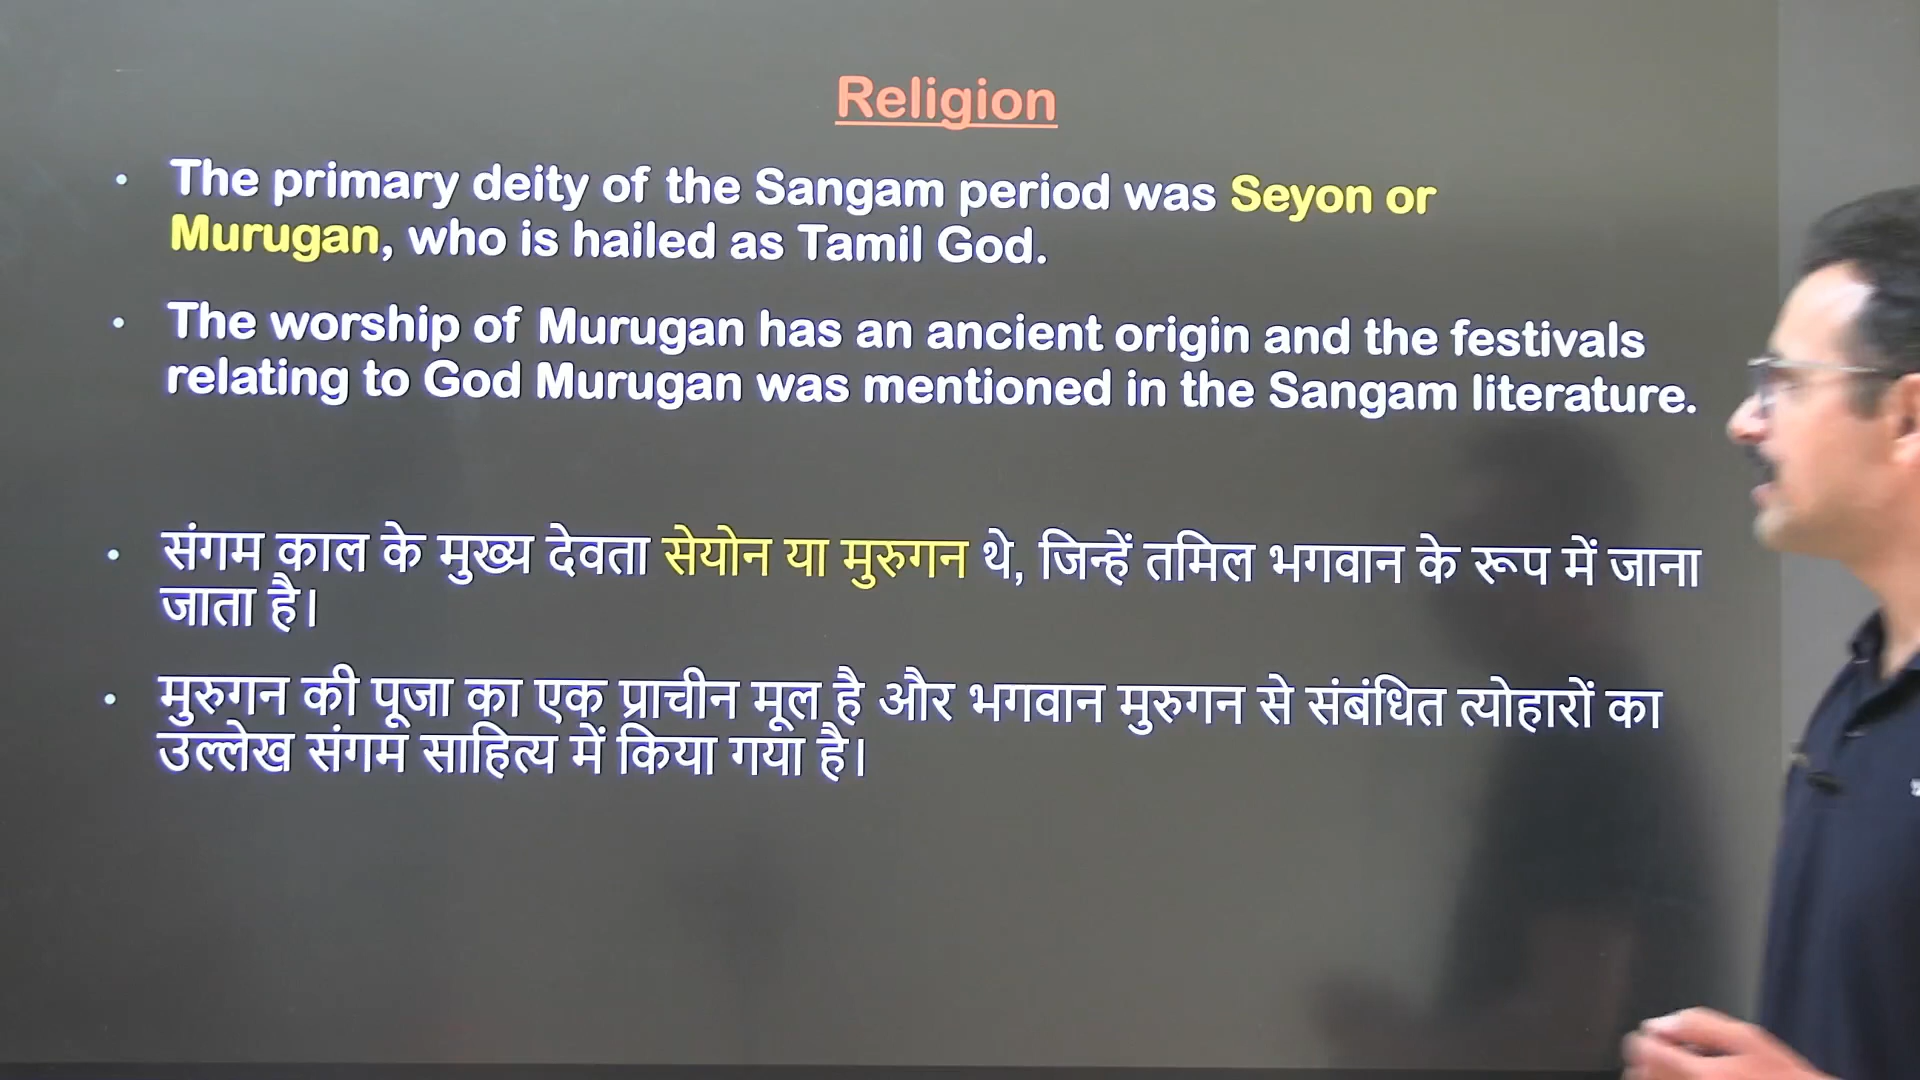 Religion
• The primary deity of the Sangam period was Seyon or
Murugan, who is hailed as Tamil God.
• The worship of Murugan has an ancient origin and the festivals
relating to God Murugan was mentioned in the Sangam literature.
• संगम काल के मुख्य देवता सेयोन या मुरुगन थे, जिन्हें तमिल भगवान के रूप में जाना
जाता है।
• मुरुगन की पूजा का एक प्राचीन मूल है और भगवान मुरुगन से संबंधित त्योहारों का
उल्लेख संगम साहित्य में किया गया है।